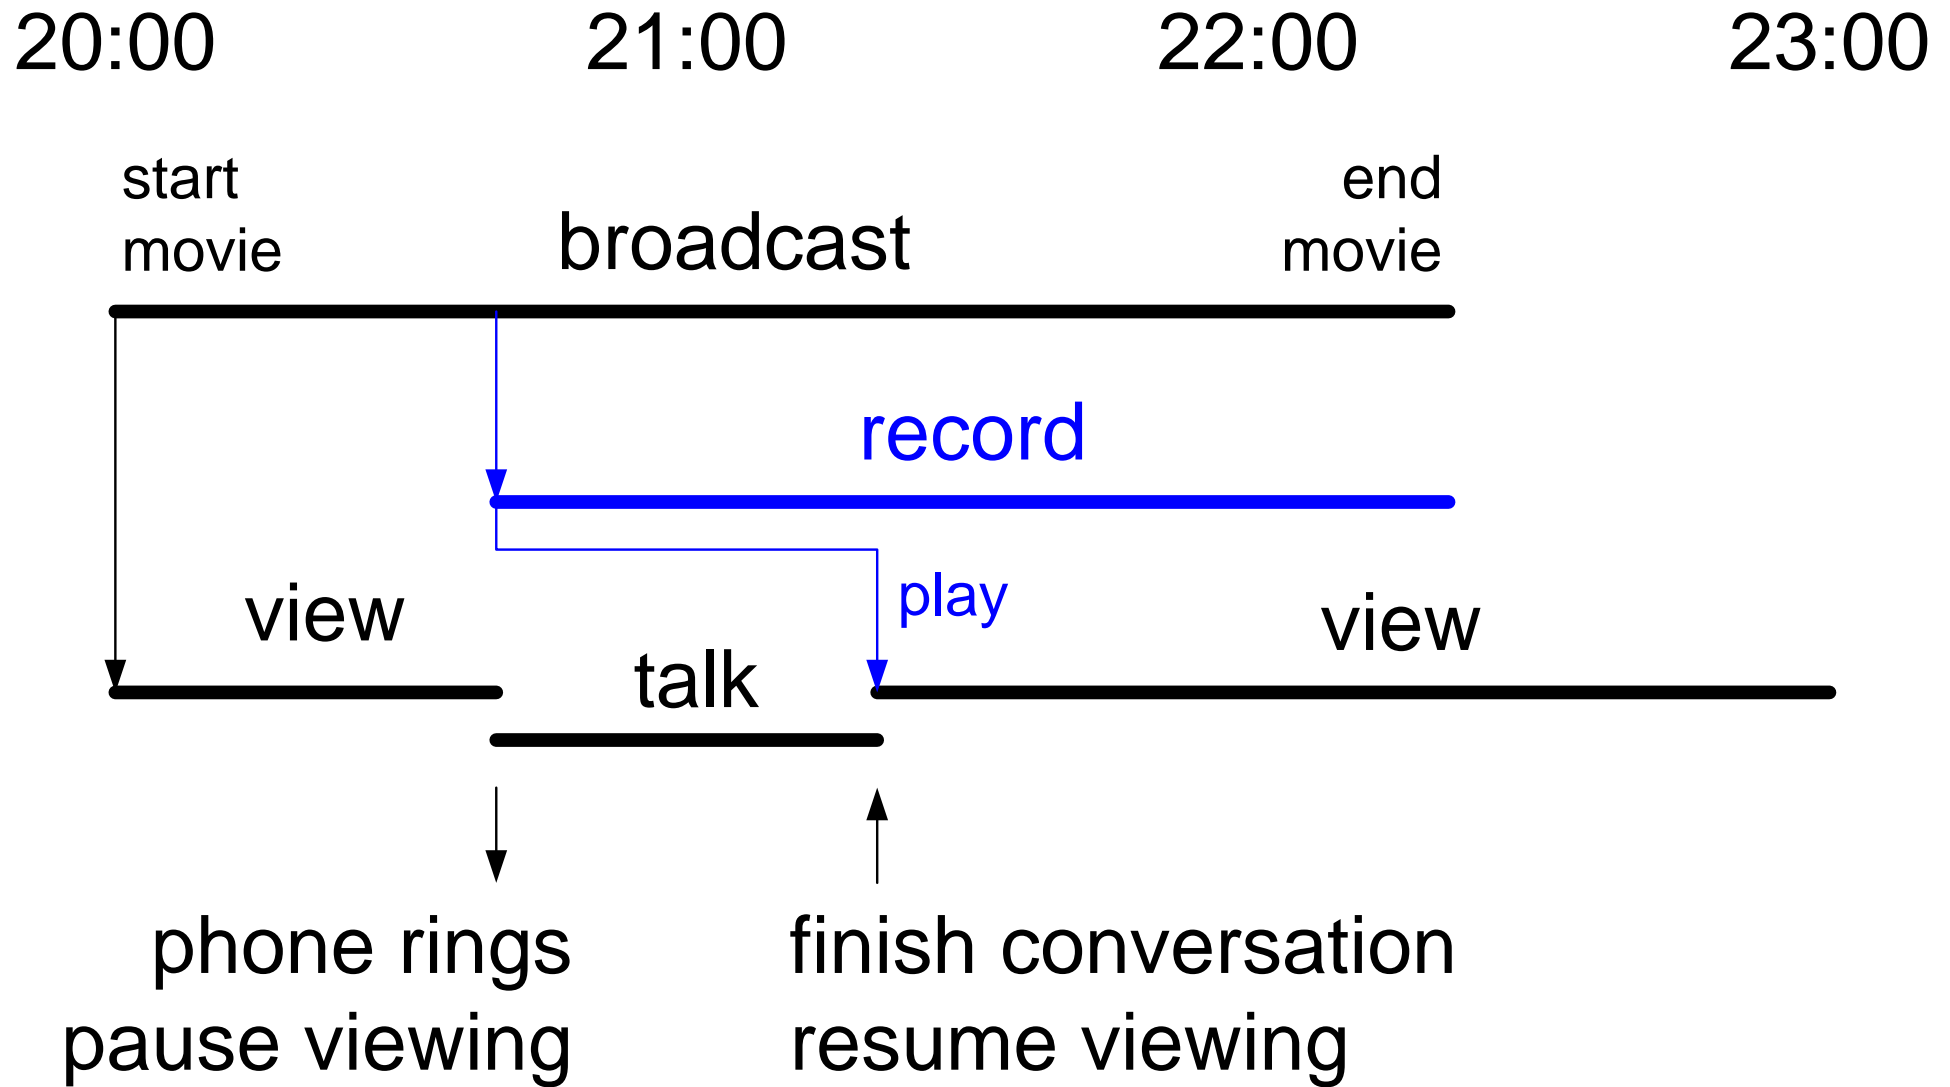 20:00 21:00 22:00 23:00
start
movie
broadcast
end
movie
record
play
view
talk
view
phone rings
pause viewing
finish conversation
resume viewing